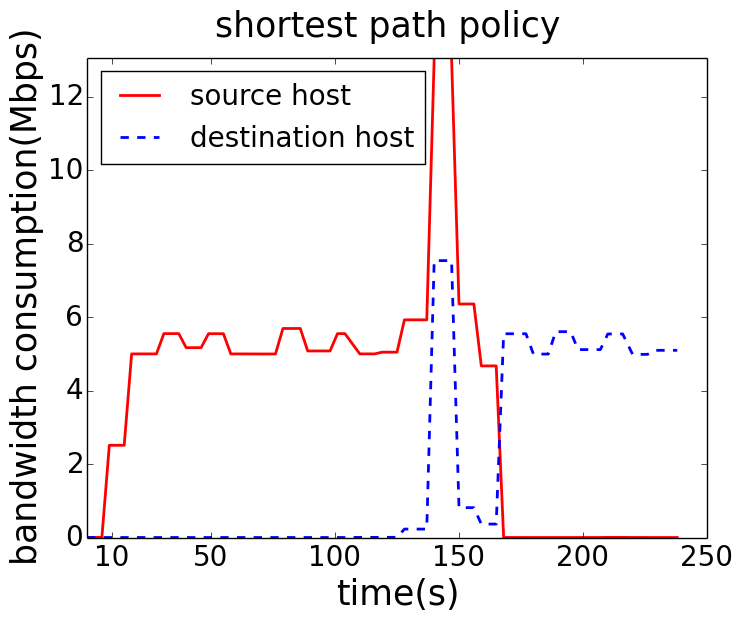 shortest path policy
bandwidth consumption(Mbps)
12
10
8
6
4
2
0
source host
destination host
10 50 100 150 200 250
time(s)